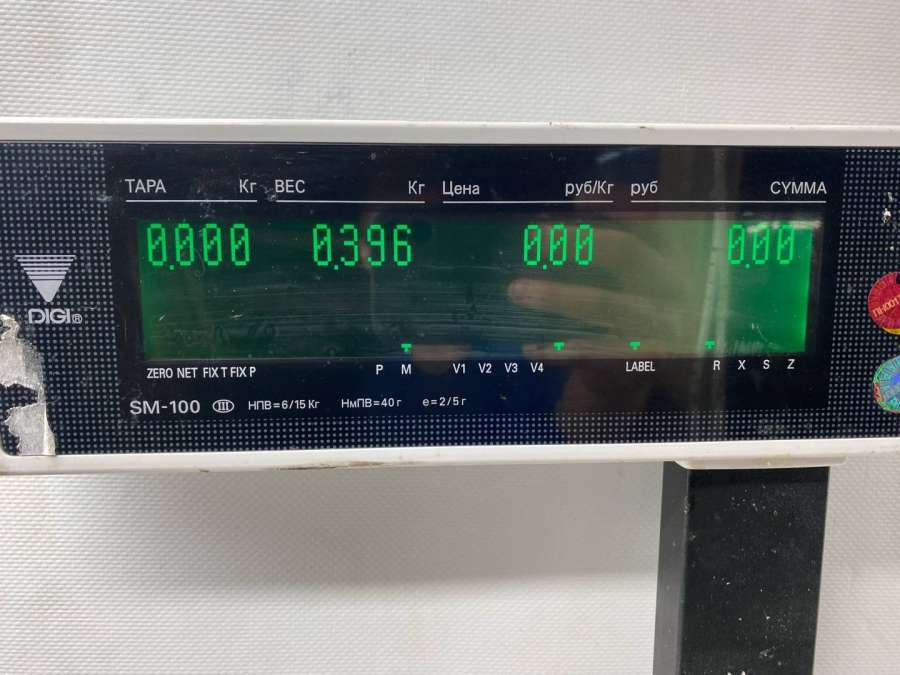 ТАРА Кг ВЕС Кг Цена руб/Кг руб СУММА
0.000 0.396 0.00 0.00
DIGI®
ZERO NET FIX T FIX P P M V1 V2 V3 V4 LABEL R X S Z
SM-100 III НПВ=6/15 Кг НмПВ=40 г е=2/5 г